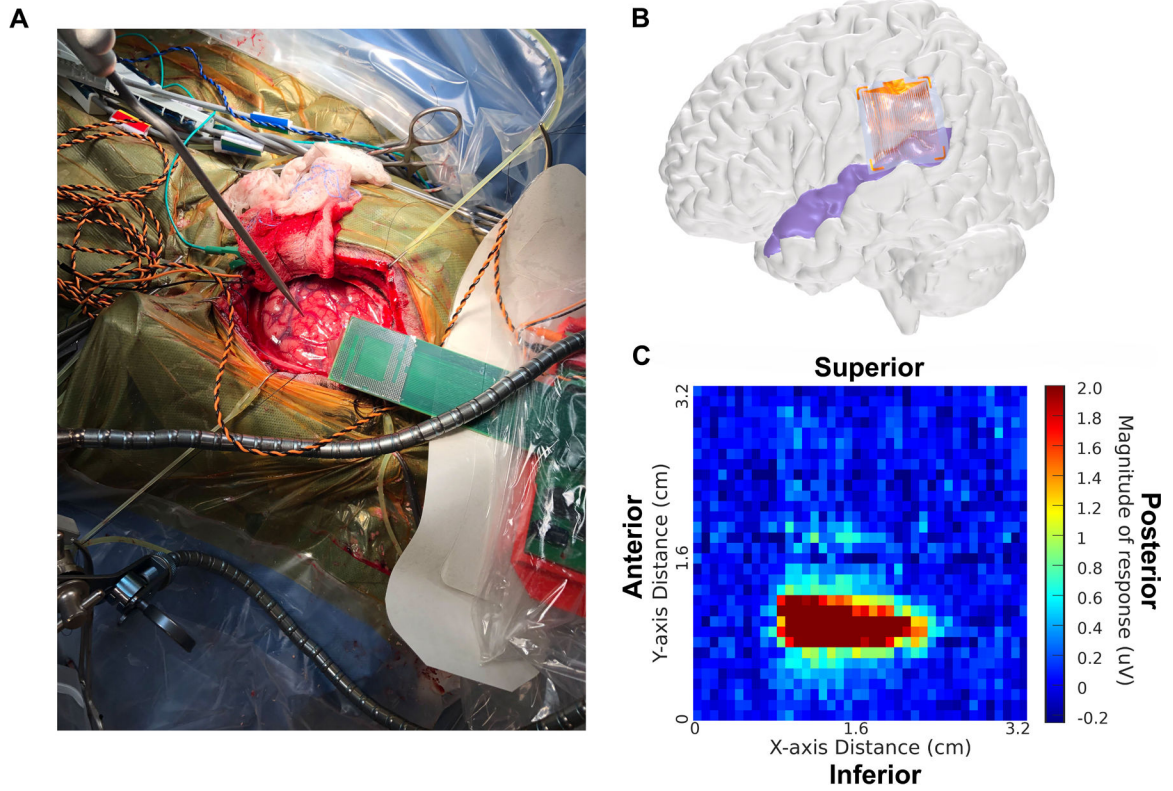 A
B
C
Superior
3.2
1.6
0
Y-axis Distance (cm)
Anterior
0
1.6
3.2
X-axis Distance (cm)
Inferior
2.0
1.8
1.6
1.4
1.2
1.0
0.8
0.6
0.4
0.2
0
-0.2
Magnitude of response (uV)
Posterior